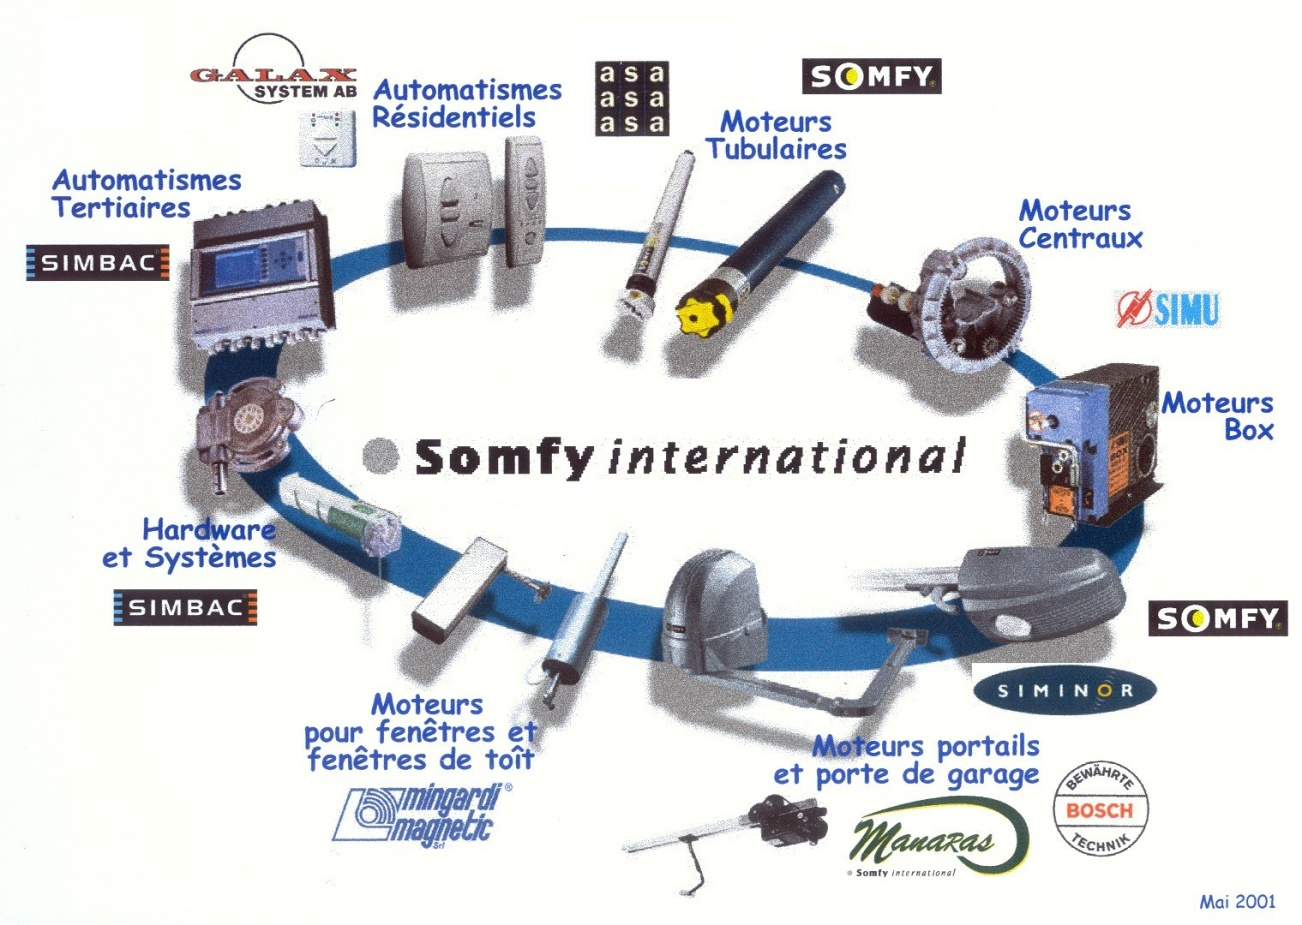 GALAX
SYSTEM AB
Automatismes
Résidentiels
asa
asa
asa
SOMFY.
Moteurs
Tubulaires
Automatismes
Tertiaires
SIMBAC
Moteurs
Centraux
SIMU
Moteurs
Box
Somfy international
Hardware
et Systèmes
SIMBAC
SOMFY.
SIMINOR
Moteurs
pour fenêtres et
fenêtres de toît
mingardi ®
magnetic
Srl
Moteurs portails
et porte de garage
Manaras
Somfy international
BEWÄHRTE
BOSCH
TECHNIK
Mai 2001